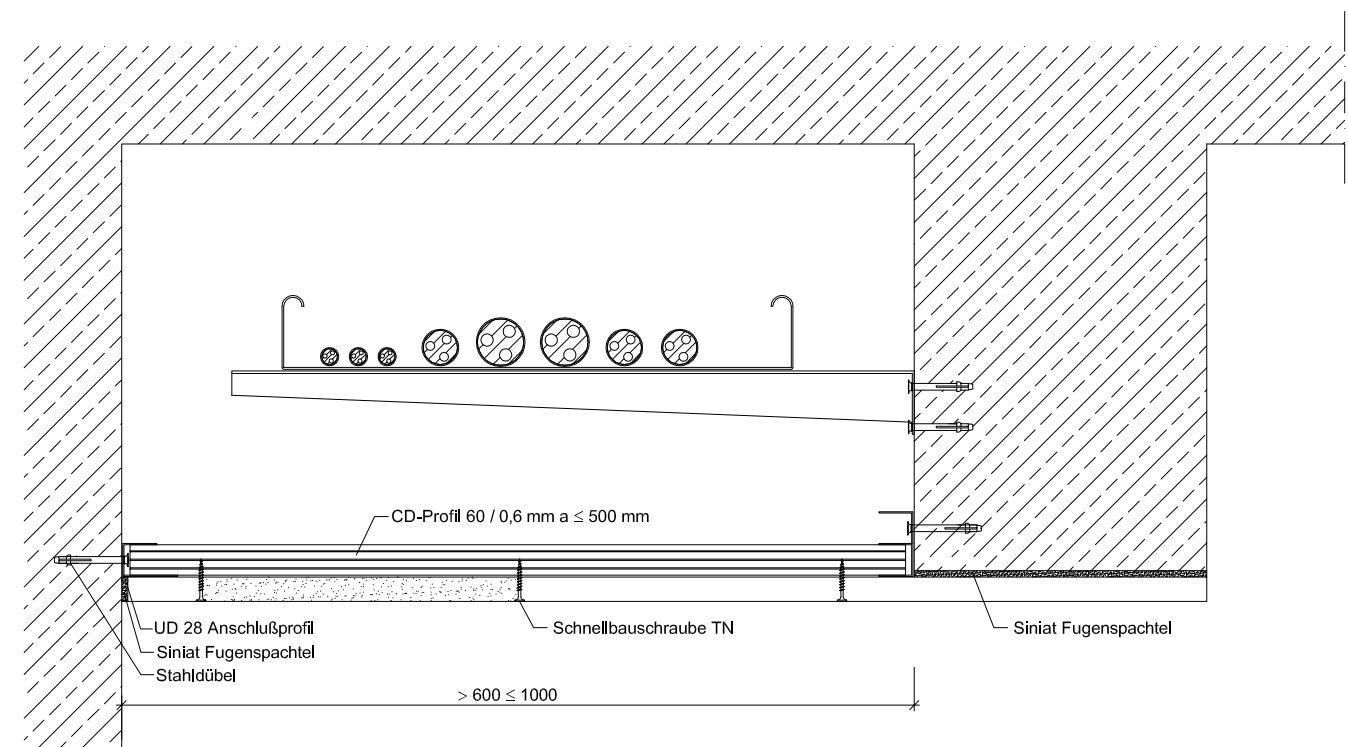 CD-Profil 60 / 0,6 mm a ≤ 500 mm
UD 28 Anschlußprofil
Siniat Fugenspachtel
Stahldübel
Schnellbauschraube TN
Siniat Fugenspachtel
> 600 ≤ 1000